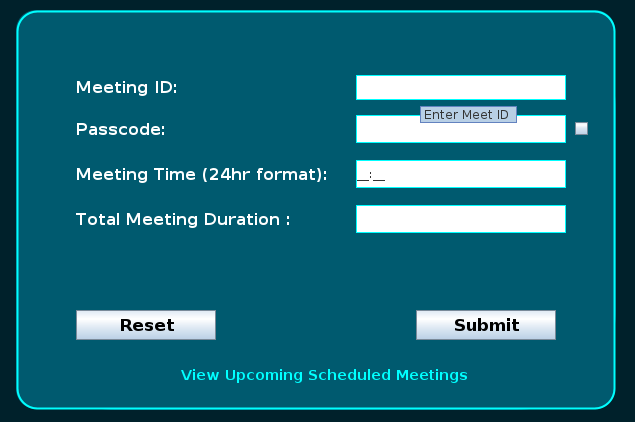 Meeting ID:
Enter Meet ID
Passcode:
Meeting Time (24hr format): __:__
Total Meeting Duration :
Reset Submit
View Upcoming Scheduled Meetings